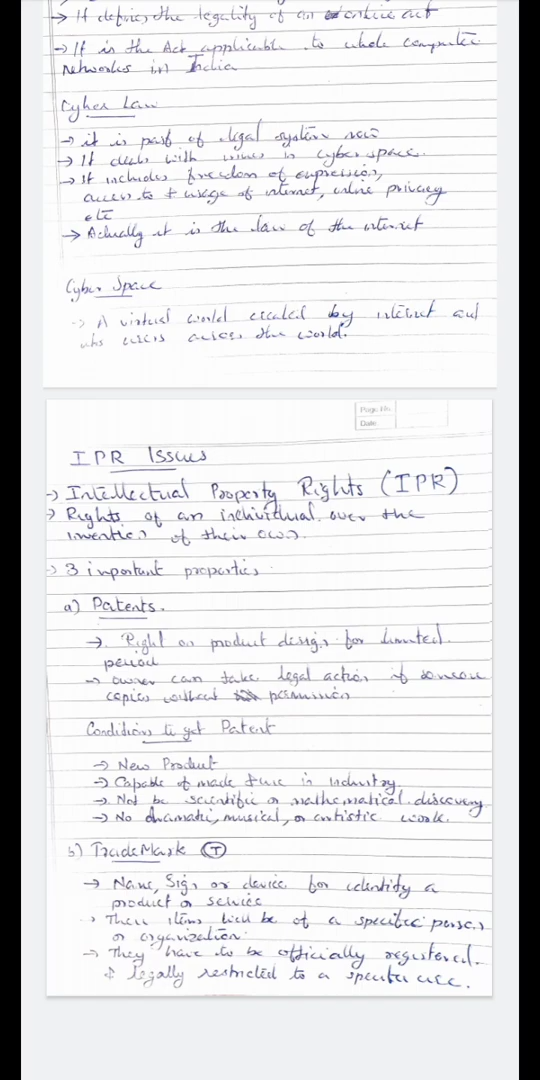 → It defines the legality of an active act
→ It is the Act applicable to whole computer
networks in India
Cyber Law
→ it is part of legal system
→ It deals with issues in cyber space.
→ It includes freedom of expression,
access to + usage of internet, online privacy
etc
→ Actually it is the law of the internet
Cyber Space
→ A virtual world created by internet and
its users across the world.
Page No.
Date:
IPR Issues
→ Intellectual Property Rights (IPR)
→ Rights of an individual over the
invention of their own.
→ 3 important properties.
a) Patents.
→ Right on product design for limited
period
→ owner can take legal action if someone
copies without permission
Conditions to get Patent
→ New Product
→ Capable of made & use in industry
→ Not be scientific or mathematical discovery
→ No dramatic, musical, or artistic work.
b) TradeMark Ⓣ
→ Name, Sign or device for identify a
product or service
→ These items will be of a specific person
or organization.
→ They have to be officially registered.
& legally restricted to a specific use.